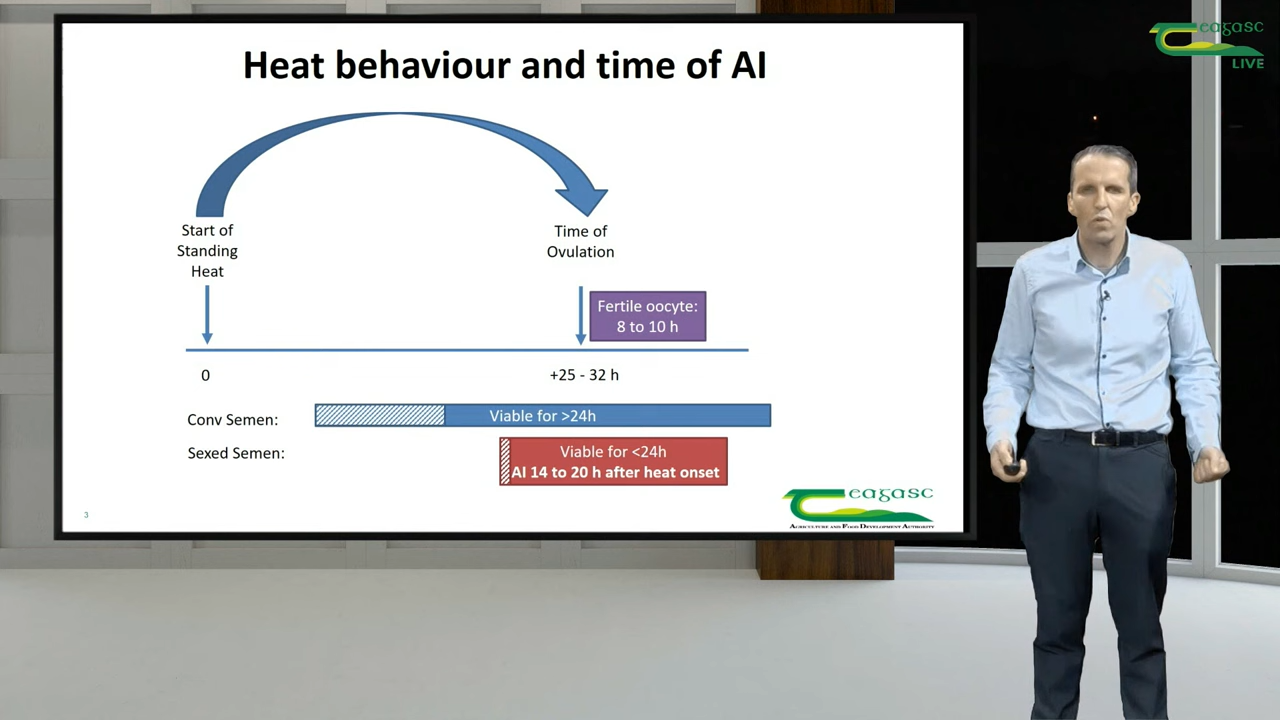 Heat behaviour and time of AI
Start of
Standing
Heat
Time of
Ovulation
Fertile oocyte:
8 to 10 h
0
+25 - 32 h
Conv Semen:
Viable for >24h
Sexed Semen:
Viable for <24h
AI 14 to 20 h after heat onset
3
Teagasc
Agriculture and Food Development Authority
Teagasc
LIVE